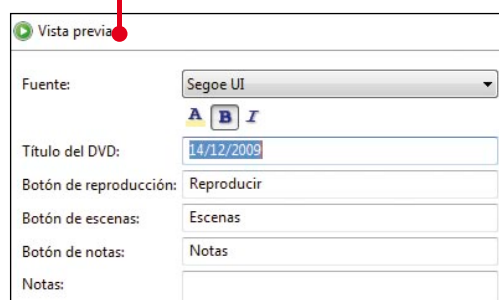 Vista previa
Fuente: Segoe UI
A B I
Título del DVD: 14/12/2009
Botón de reproducción: Reproducir
Botón de escenas: Escenas
Botón de notas: Notas
Notas: